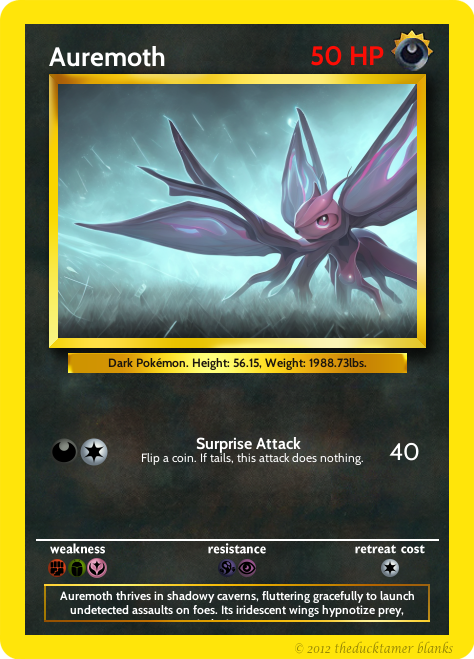 Auremoth
50 HP
Dark Pokémon. Height: 56.15, Weight: 1988.73lbs.
Surprise Attack
Flip a coin. If tails, this attack does nothing.
40
weakness
resistance
retreat cost
Auremoth thrives in shadowy caverns, fluttering gracefully to launch
undetected assaults on foes. Its iridescent wings hypnotize prey,
© 2012 theducktamer blanks